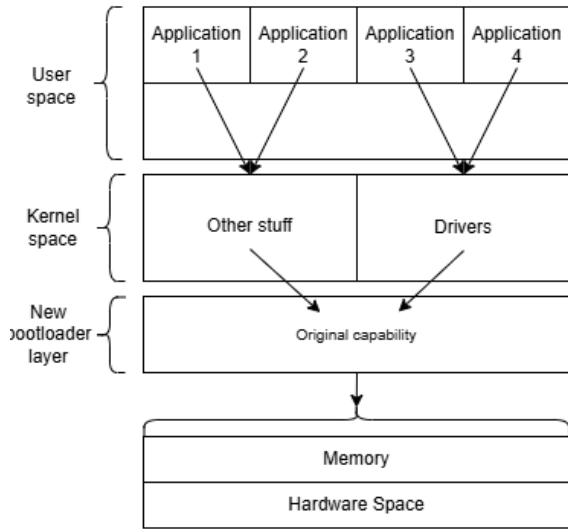 Application
1
Application
2
Application
3
Application
4
User
space
Kernel
space
Other stuff
Drivers
New
bootloader
layer
Original capability
Memory
Hardware Space